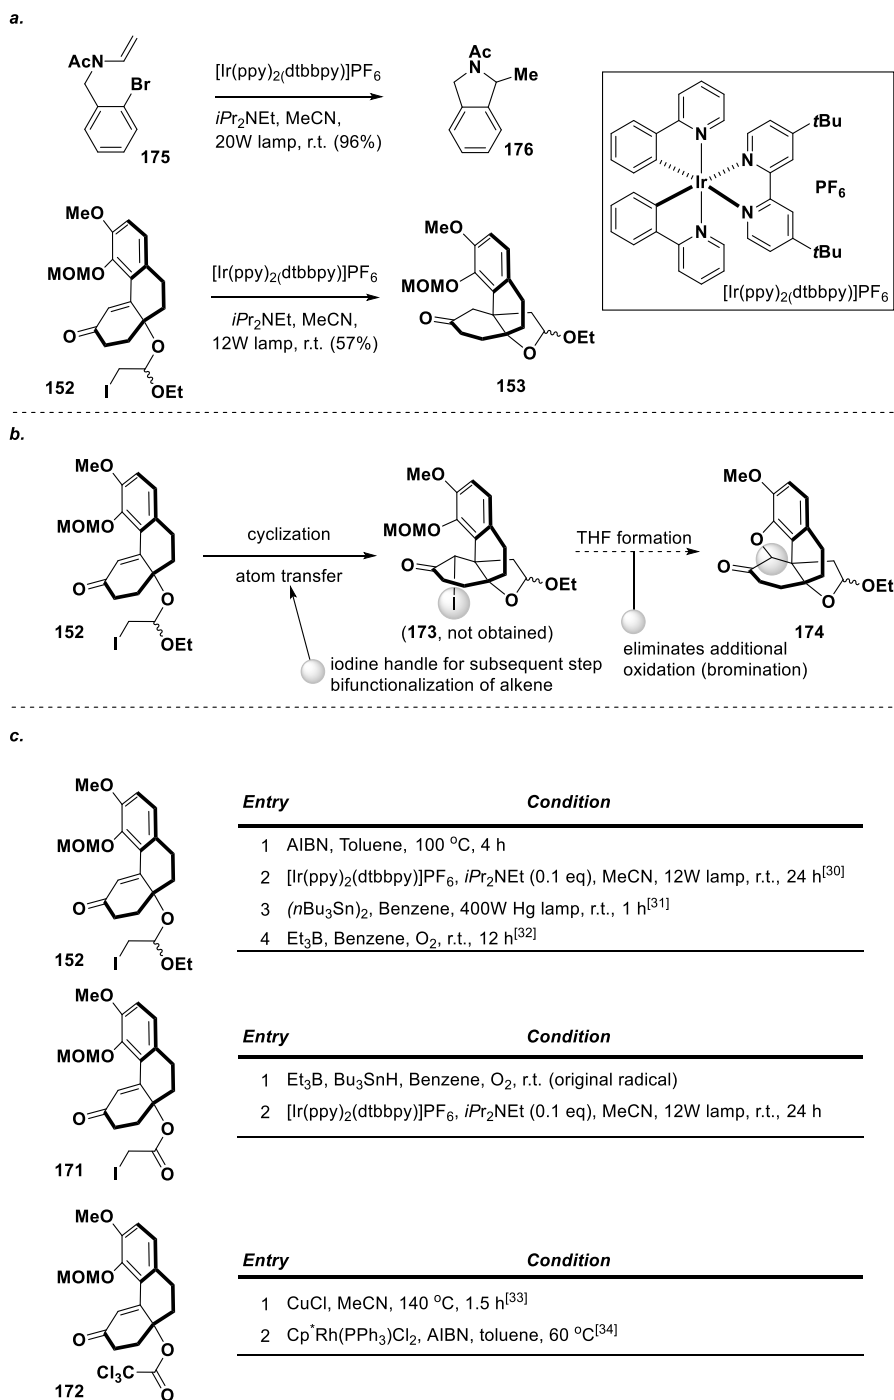 a.
AcN
Br
175
[Ir(ppy)2(dtbbpy)]PF6
iPr2NEt, MeCN,
20W lamp, r.t. (96%)
Ac
N
Me
176
N
N
Ir
N
N
tBu
tBu
PF6
[Ir(ppy)2(dtbbpy)]PF6
MeO
MOMO
O
O
I
OEt
152
[Ir(ppy)2(dtbbpy)]PF6
iPr2NEt, MeCN,
12W lamp, r.t. (57%)
MeO
MOMO
O
O
OEt
153
b.
MeO
MOMO
O
O
I
OEt
152
cyclization
atom transfer
MeO
MOMO
O
I
O
OEt
(173, not obtained)
iodine handle for subsequent step
bifunctionalization of alkene
THF formation
eliminates additional
oxidation (bromination)
MeO
O
O
O
OEt
174
c.
MeO
MOMO
O
O
I
OEt
152
Entry Condition
1 AIBN, Toluene, 100 °C, 4 h
2 [Ir(ppy)2(dtbbpy)]PF6, iPr2NEt (0.1 eq), MeCN, 12W lamp, r.t., 24 h[30]
3 (nBu3Sn)2, Benzene, 400W Hg lamp, r.t., 1 h[31]
4 Et3B, Benzene, O2, r.t., 12 h[32]
MeO
MOMO
O
O
I
O
171
Entry Condition
1 Et3B, Bu3SnH, Benzene, O2, r.t. (original radical)
2 [Ir(ppy)2(dtbbpy)]PF6, iPr2NEt (0.1 eq), MeCN, 12W lamp, r.t., 24 h
MeO
MOMO
O
O
Cl3C
O
172
Entry Condition
1 CuCl, MeCN, 140 °C, 1.5 h[33]
2 Cp*Rh(PPh3)Cl2, AIBN, toluene, 60 °C[34]